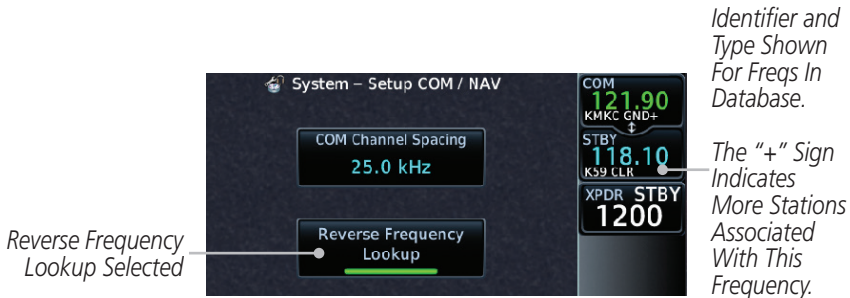 System – Setup COM / NAV
COM Channel Spacing
25.0 kHz
Reverse Frequency
Lookup
COM
121.90
KMKC GND+
STBY
118.10
K59 CLR
XPDR STBY
1200
Reverse Frequency
Lookup Selected
Identifier and
Type Shown
For Freqs In
Database.
The “+” Sign
Indicates
More Stations
Associated
With This
Frequency.